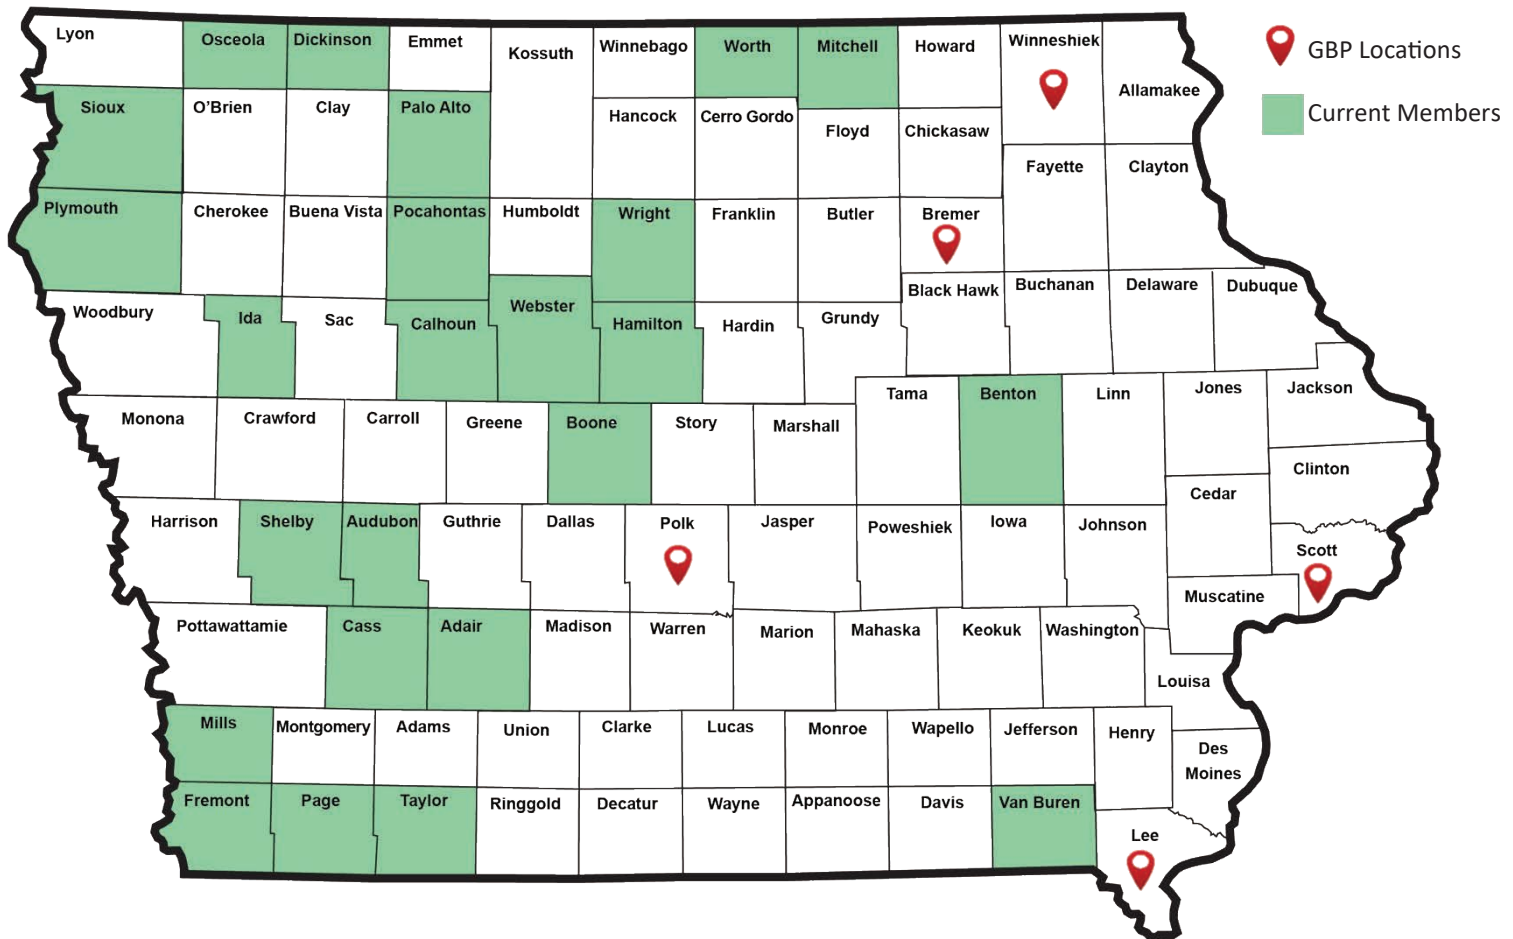 Lyon
Osceola
Dickinson
Emmet
Kossuth
Winnebago
Worth
Mitchell
Howard
Winneshiek
Allamakee
GBP Locations
Current Members
Sioux
O'Brien
Clay
Palo Alto
Hancock
Cerro Gordo
Floyd
Chickasaw
Fayette
Clayton
Plymouth
Cherokee
Buena Vista
Pocahontas
Humboldt
Wright
Franklin
Butler
Bremer
Woodbury
Ida
Sac
Calhoun
Webster
Hamilton
Hardin
Grundy
Black Hawk
Buchanan
Delaware
Dubuque
Monona
Crawford
Carroll
Greene
Boone
Story
Marshall
Tama
Benton
Linn
Jones
Jackson
Clinton
Cedar
Harrison
Shelby
Audubon
Guthrie
Dallas
Polk
Jasper
Poweshiek
Iowa
Johnson
Scott
Muscatine
Pottawattamie
Cass
Adair
Madison
Warren
Marion
Mahaska
Keokuk
Washington
Louisa
Mills
Montgomery
Adams
Union
Clarke
Lucas
Monroe
Wapello
Jefferson
Henry
Des
Moines
Fremont
Page
Taylor
Ringgold
Decatur
Wayne
Appanoose
Davis
Van Buren
Lee